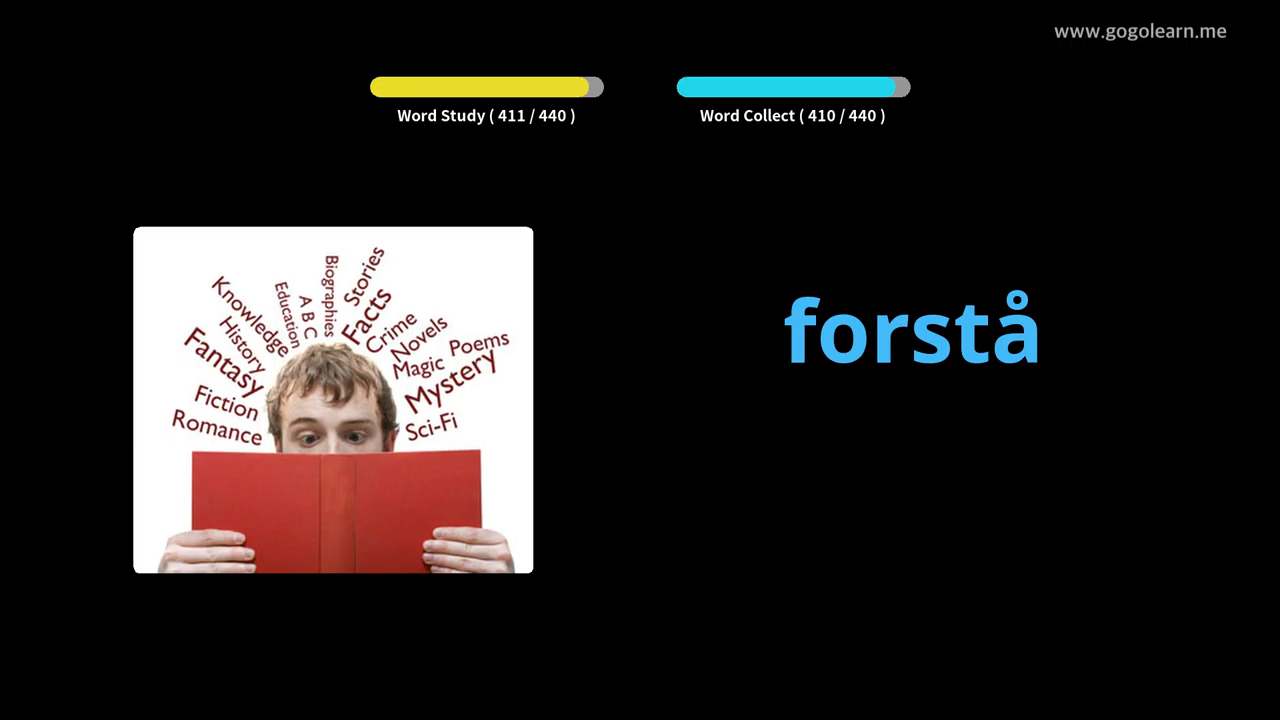 www.gogolearn.me
Word Study ( 411 / 440 )
Word Collect ( 410 / 440 )
forstå
Stories
Biographies
Facts
A B C
Education
Knowledge
Crime
Novels
History
Poems
Fantasy
Magic
Mystery
Fiction
Romance
Sci-Fi